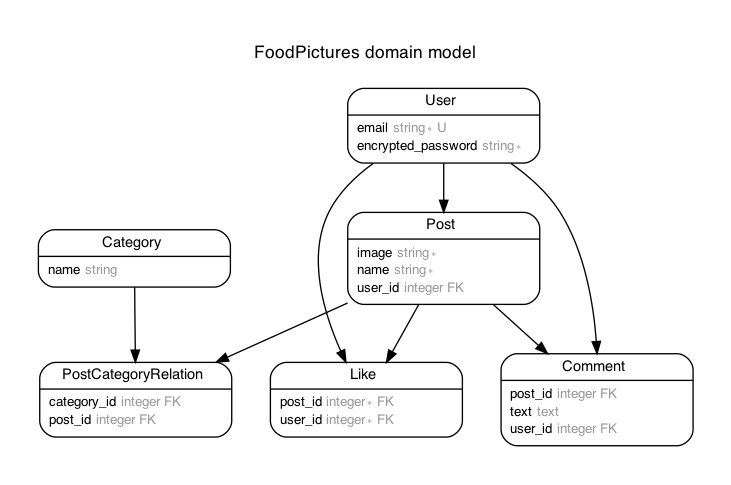 FoodPictures domain model
User
email string* U
encrypted_password string*
Post
image string*
name string*
user_id integer FK
Category
name string
PostCategoryRelation
category_id integer FK
post_id integer FK
Like
post_id integer* FK
user_id integer* FK
Comment
post_id integer FK
text text
user_id integer FK